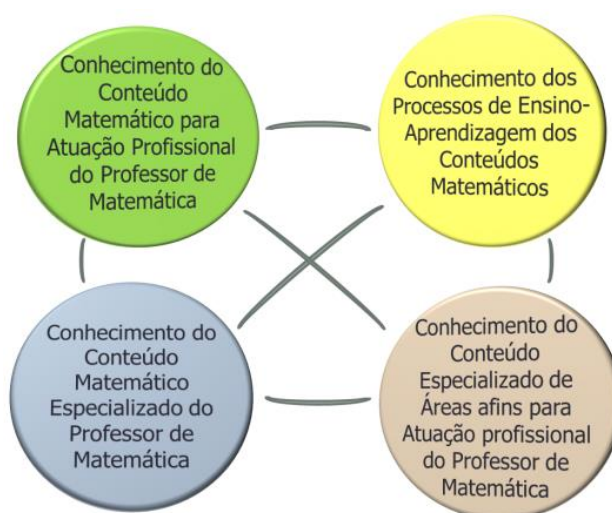 Conhecimento do
Conteúdo
Matemático para
Atuação Profissional
do Professor de
Matemática
Conhecimento dos
Processos de Ensino-
Aprendizagem dos
Conteúdos
Matemáticos
Conhecimento do
Conteúdo
Matemático
Especializado do
Professor de
Matemática
Conhecimento do
Conteúdo
Especializado de
Áreas afins para
Atuação profissional
do Professor de
Matemática